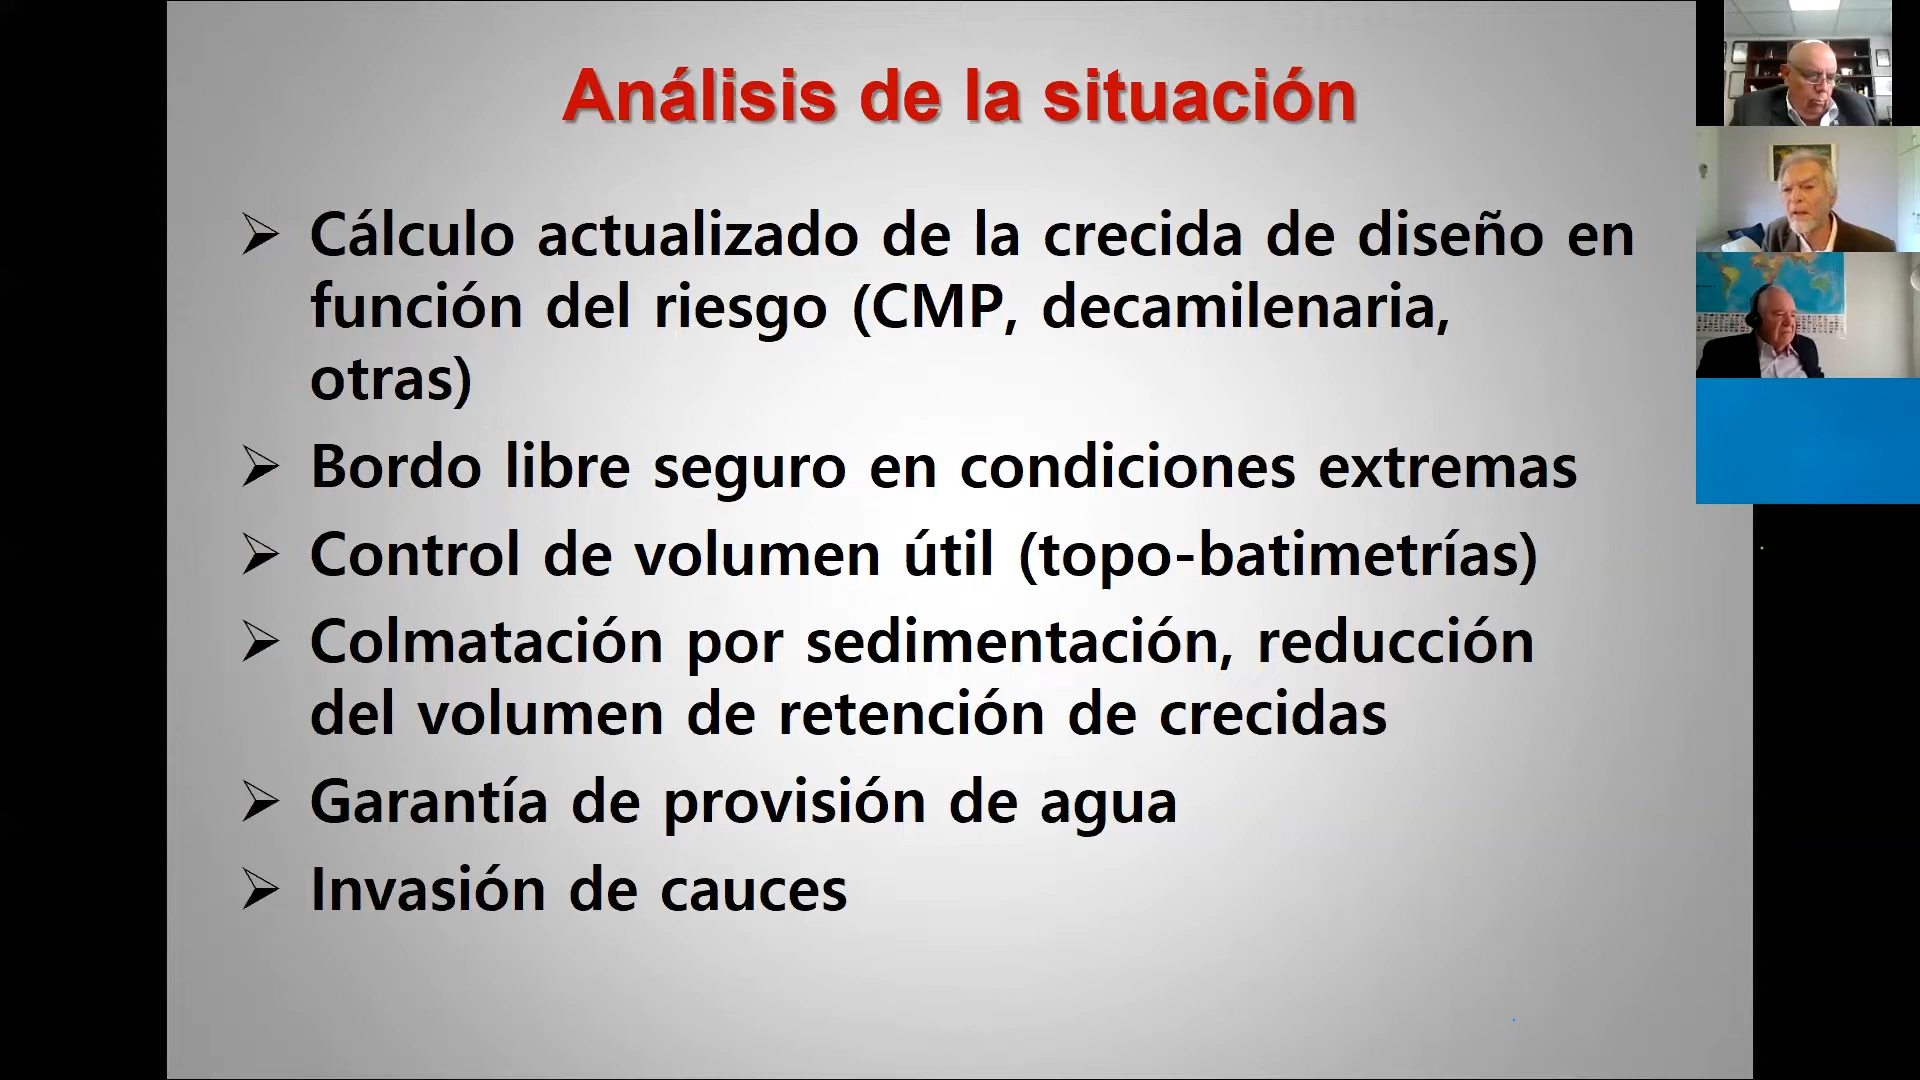 Análisis de la situación
➢ Cálculo actualizado de la crecida de diseño en
función del riesgo (CMP, decamilenaria,
otras)
➢ Bordo libre seguro en condiciones extremas
➢ Control de volumen útil (topo-batimetrías)
➢ Colmatación por sedimentación, reducción
del volumen de retención de crecidas
➢ Garantía de provisión de agua
➢ Invasión de cauces